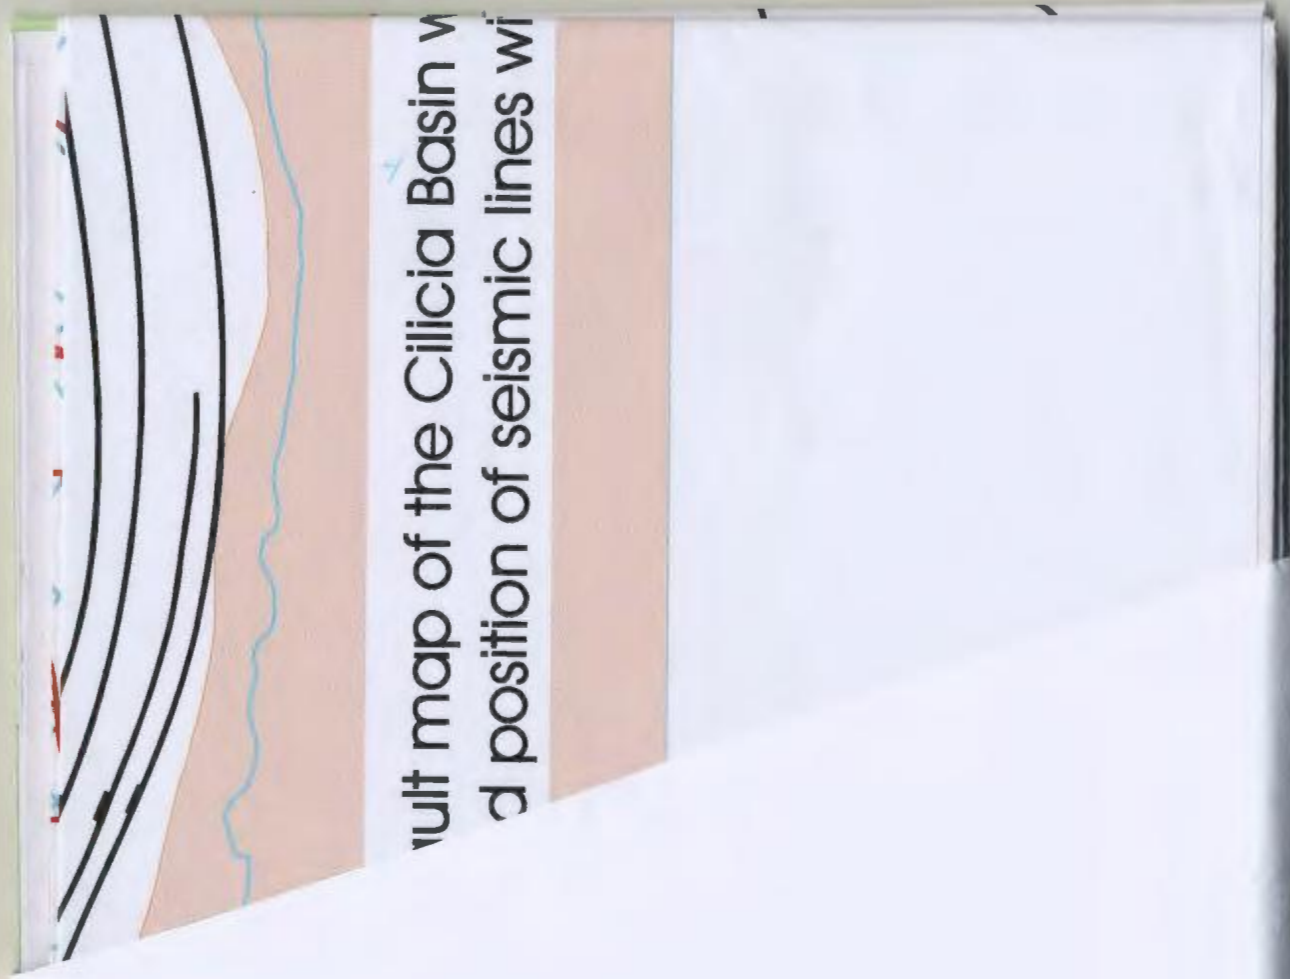 ult map of the Cilicia Basin w
d position of seismic lines wi